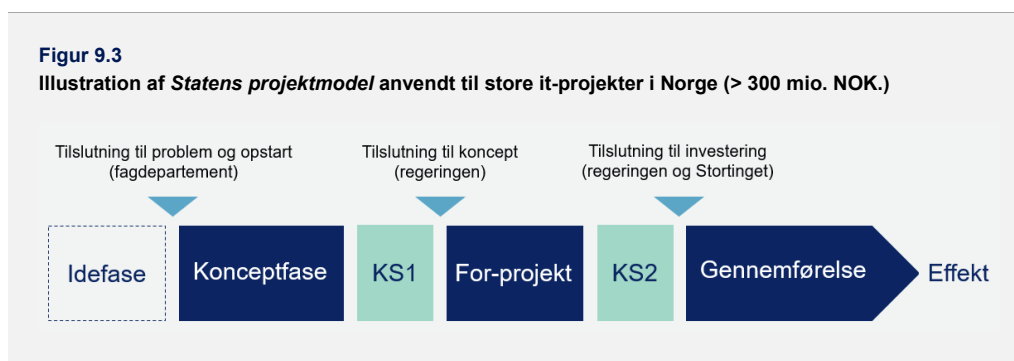 Figur 9.3
Illustration af Statens projektmodel anvendt til store it-projekter i Norge (> 300 mio. NOK.)
Tilslutning til problem og opstart
(fagdepartement)
Tilslutning til koncept
(regeringen)
Tilslutning til investering
(regeringen og Stortinget)
Idefase
Konceptfase
KS1
For-projekt
KS2
Gennemførelse
Effekt